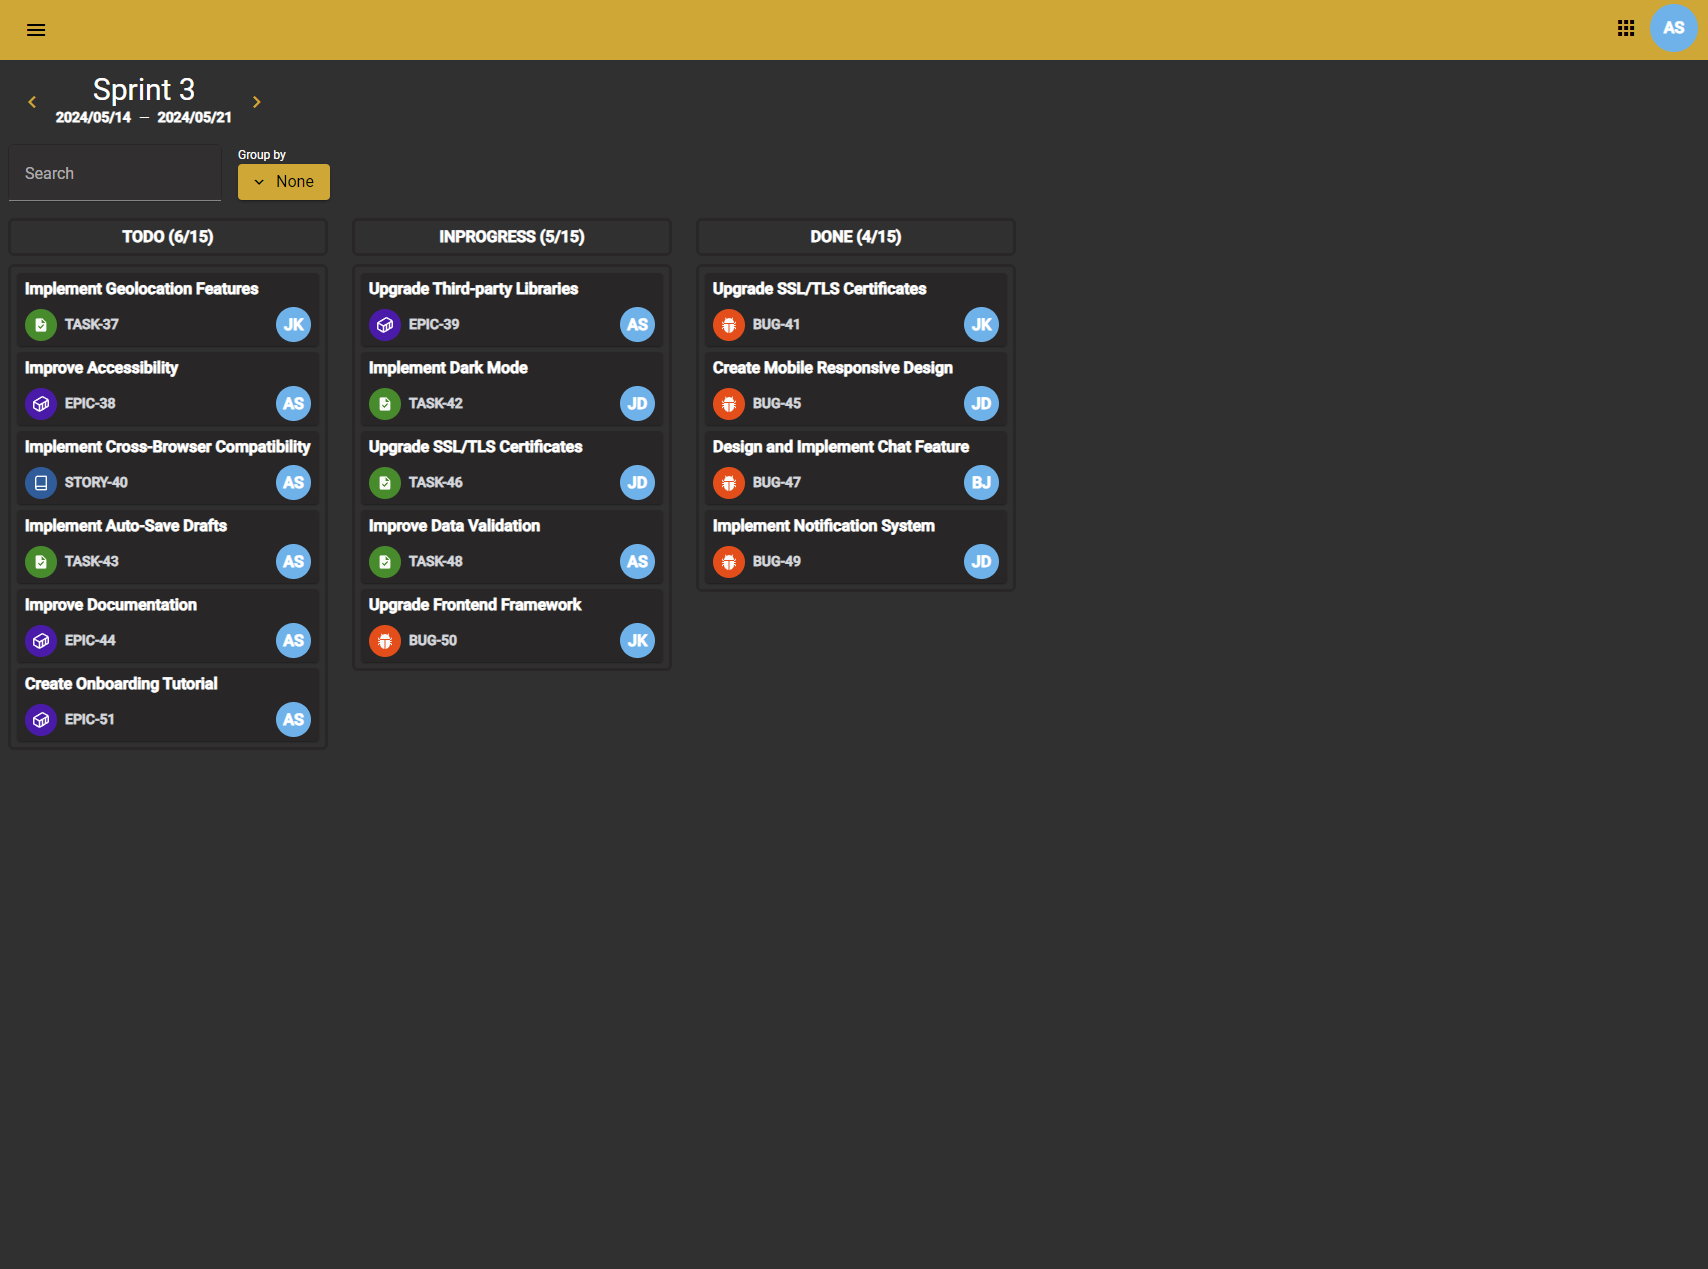 AS
Sprint 3
2024/05/14 — 2024/05/21
Search
Group by
None
TODO (6/15)
Implement Geolocation Features
TASK-37
JK
Improve Accessibility
EPIC-38
AS
Implement Cross-Browser Compatibility
STORY-40
AS
Implement Auto-Save Drafts
TASK-43
AS
Improve Documentation
EPIC-44
AS
Create Onboarding Tutorial
EPIC-51
AS
INPROGRESS (5/15)
Upgrade Third-party Libraries
EPIC-39
AS
Implement Dark Mode
TASK-42
JD
Upgrade SSL/TLS Certificates
TASK-46
JD
Improve Data Validation
TASK-48
AS
Upgrade Frontend Framework
BUG-50
JK
DONE (4/15)
Upgrade SSL/TLS Certificates
BUG-41
JK
Create Mobile Responsive Design
BUG-45
JD
Design and Implement Chat Feature
BUG-47
BJ
Implement Notification System
BUG-49
JD